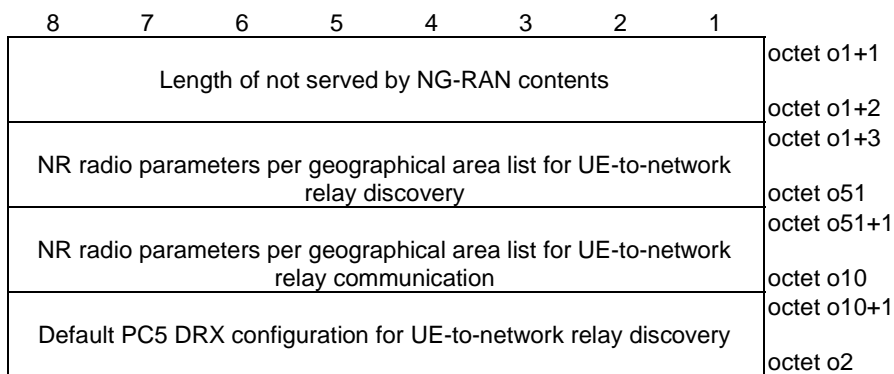 8 7 6 5 4 3 2 1
octet o1+1
Length of not served by NG-RAN contents
octet o1+2
octet o1+3
NR radio parameters per geographical area list for UE-to-network
relay discovery
octet o51
octet o51+1
NR radio parameters per geographical area list for UE-to-network
relay communication
octet o10
octet o10+1
Default PC5 DRX configuration for UE-to-network relay discovery
octet o2